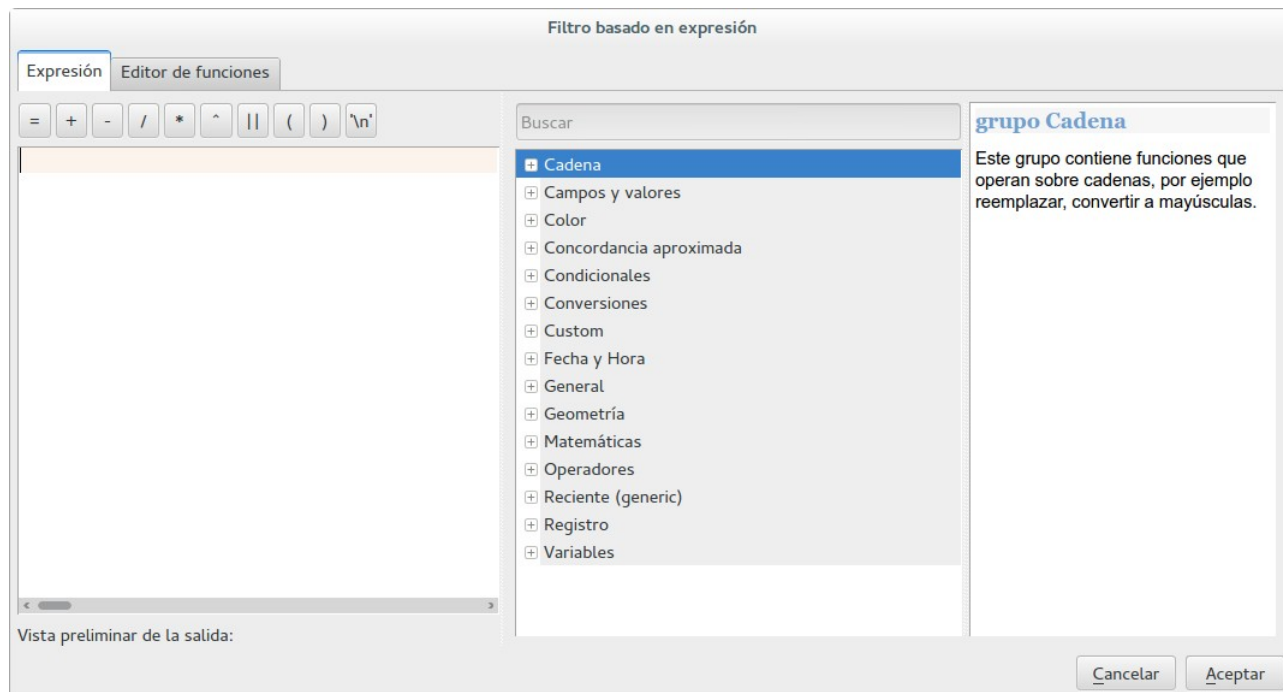 Filtro basado en expresión
Expresión
Editor de funciones
= + - / * ^ || ( ) '\n'
Buscar
Cadena
Campos y valores
Color
Concordancia aproximada
Condicionales
Conversiones
Custom
Fecha y Hora
General
Geometría
Matemáticas
Operadores
Reciente (generic)
Registro
Variables
grupo Cadena
Este grupo contiene funciones que
operan sobre cadenas, por ejemplo
reemplazar, convertir a mayúsculas.
Vista preliminar de la salida:
Cancelar
Aceptar